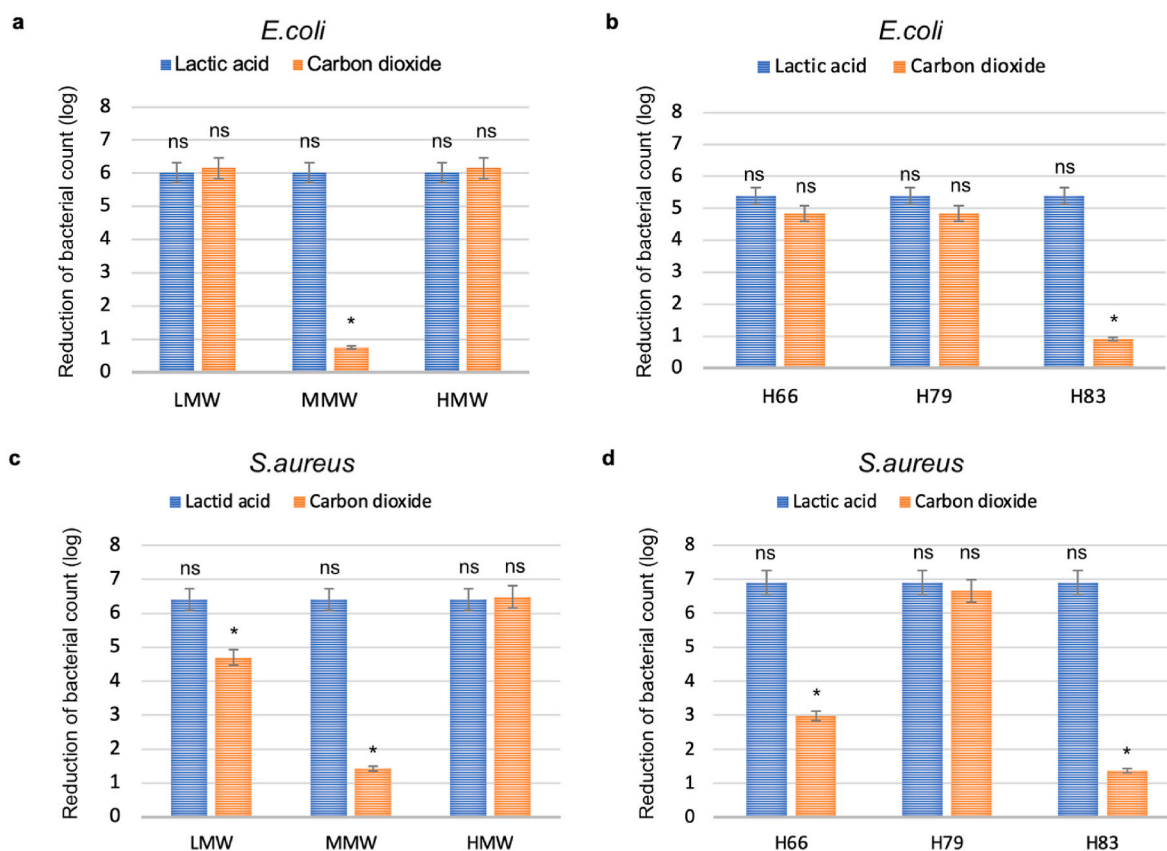 a
E.coli
Lactic acid Carbon dioxide
Reduction of bacterial count (log)
8
7
6
5
4
3
2
1
0
ns ns ns * ns ns
LMW MMW HMW
b
E.coli
Lactic acid Carbon dioxide
Reduction of bacterial count (log)
8
7
6
5
4
3
2
1
0
ns ns ns ns ns *
H66 H79 H83
c
S.aureus
Lactid acid Carbon dioxide
Reduction of bacterial count (log)
8
7
6
5
4
3
2
1
0
ns * ns * ns ns
LMW MMW HMW
d
S.aureus
Lactic acid Carbon dioxide
Reduction of bacterial count (log)
8
7
6
5
4
3
2
1
0
ns * ns ns ns *
H66 H79 H83